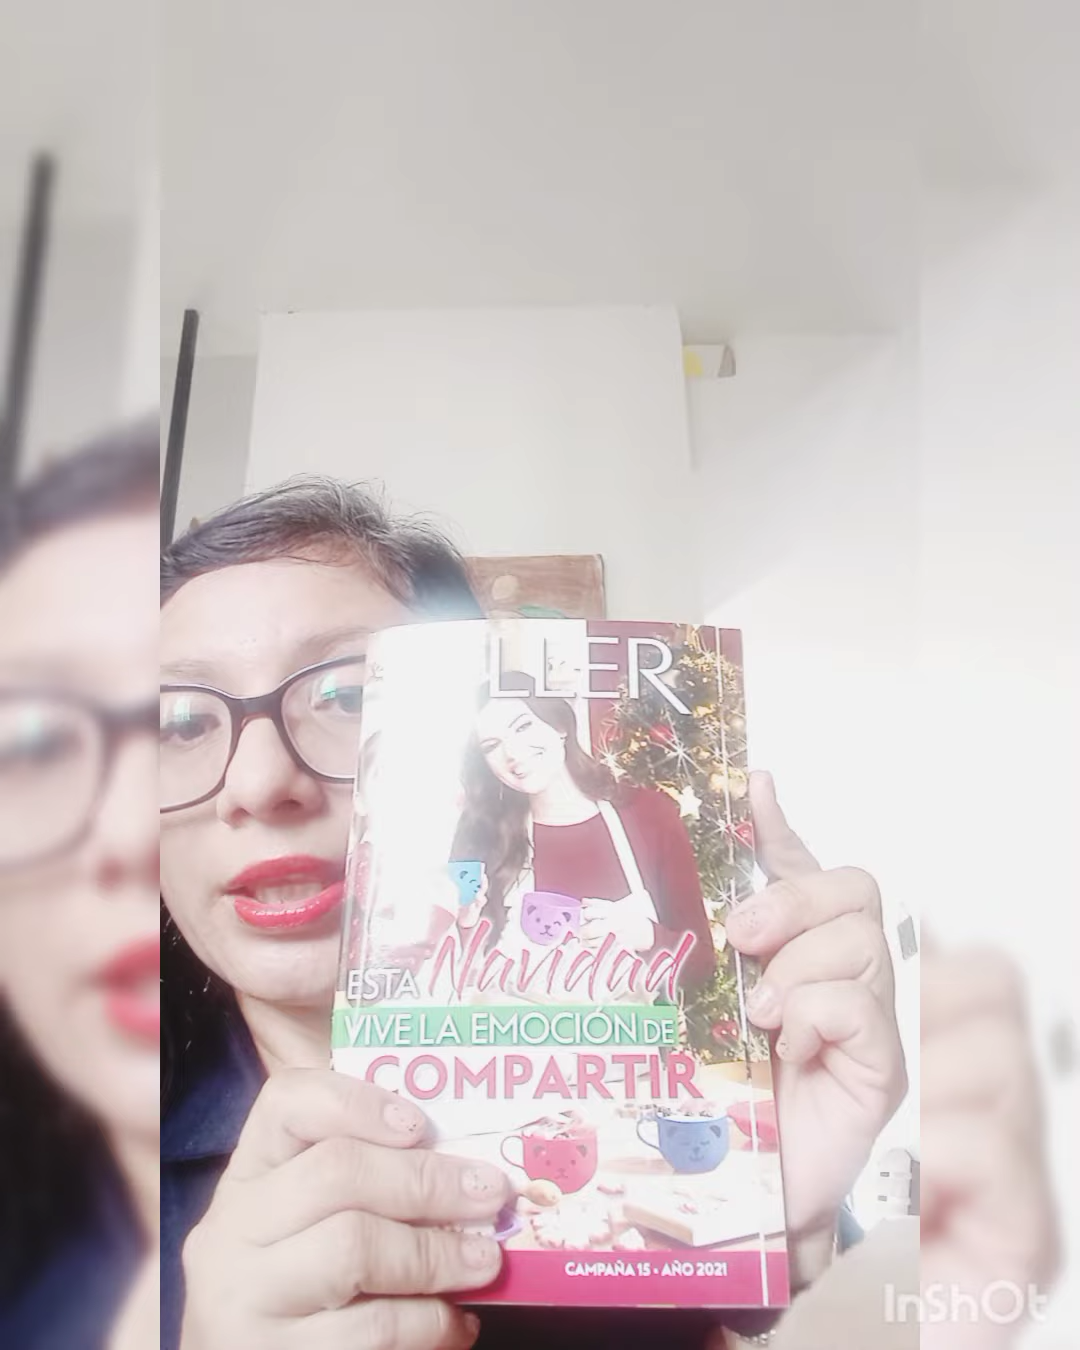 LLER
ESTA Navidad
VIVE LA EMOCIÓN DE
COMPARTIR
CAMPAÑA 15 - AÑO 2021
InShOt